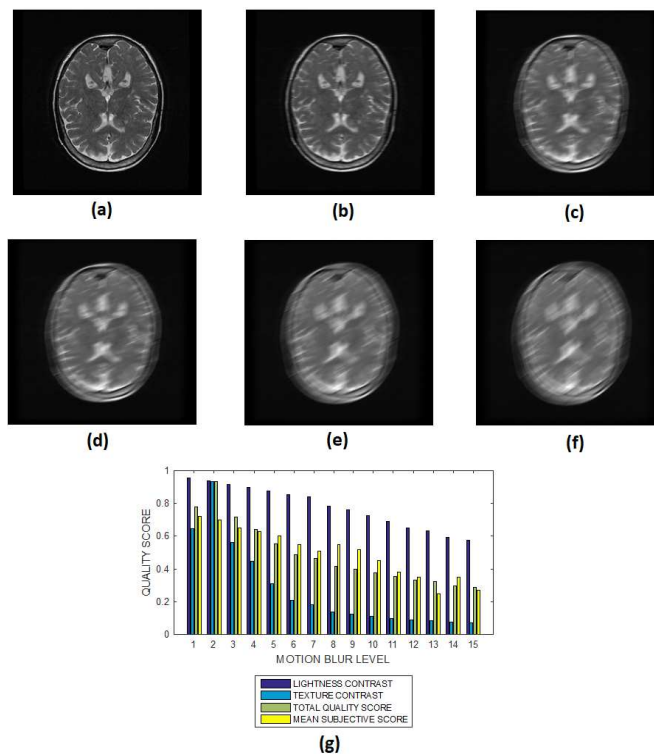 (a) (b) (c)
(d) (e) (f)
1
0.8
0.6
0.4
0.2
0
QUALITY SCORE
1 2 3 4 5 6 7 8 9 10 11 12 13 14 15
MOTION BLUR LEVEL
LIGHTNESS CONTRAST
TEXTURE CONTRAST
TOTAL QUALITY SCORE
MEAN SUBJECTIVE SCORE
(g)